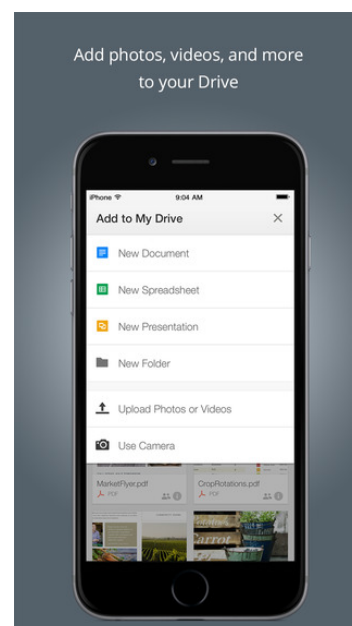 Add photos, videos, and more
to your Drive
iPhone 9:04 AM
Add to My Drive
New Document
New Spreadsheet
New Presentation
New Folder
Upload Photos or Videos
Use Camera
MarketFlyer.pdf CropRotations.pdf
PDF PDF
Carrot